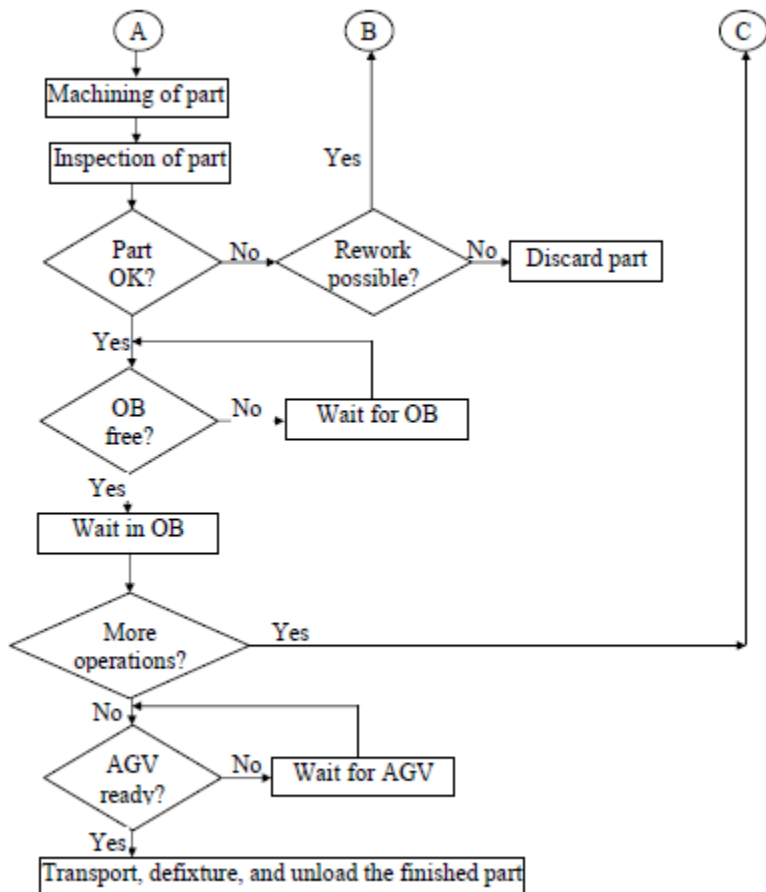 A
B
C
Machining of part
Inspection of part
Yes
Part
OK?
No
Rework
possible?
No
Discard part
Yes
OB
free?
No
Wait for OB
Yes
Wait in OB
More
operations?
Yes
No
AGV
ready?
No
Wait for AGV
Yes
Transport, defixture, and unload the finished part